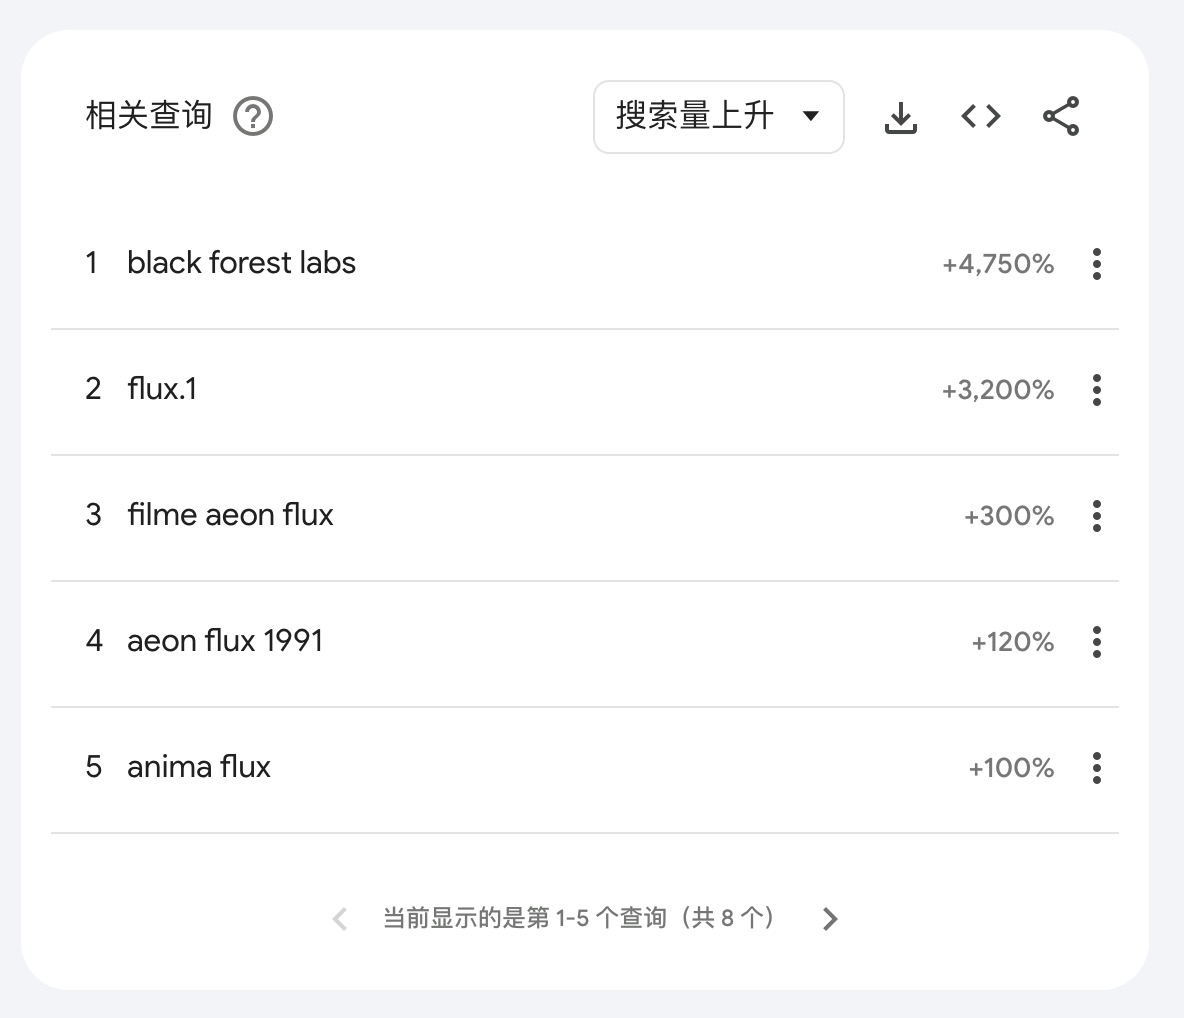 相关查询
搜索量上升
1 black forest labs +4,750%
2 flux.1 +3,200%
3 filme aeon flux +300%
4 aeon flux 1991 +120%
5 anima flux +100%
当前显示的是第 1-5 个查询（共 8 个）